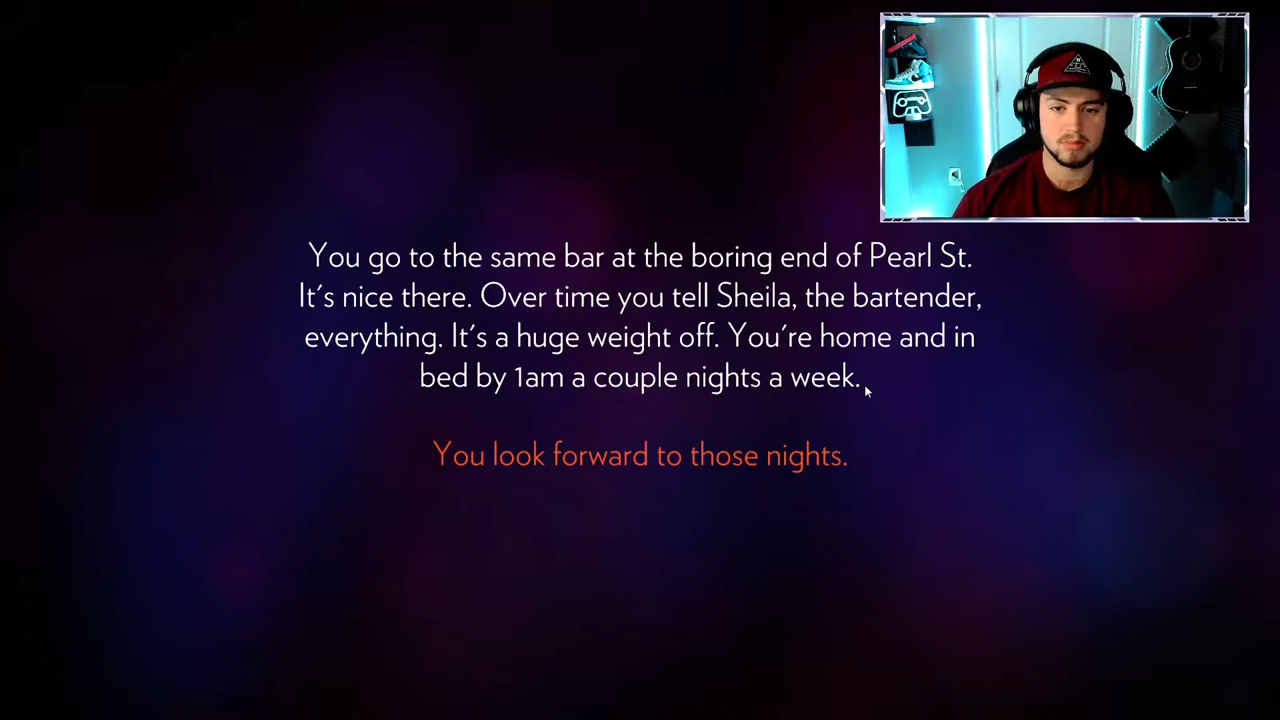 You go to the same bar at the boring end of Pearl St.
It's nice there. Over time you tell Sheila, the bartender,
everything. It's a huge weight off. You're home and in
bed by 1am a couple nights a week.
You look forward to those nights.